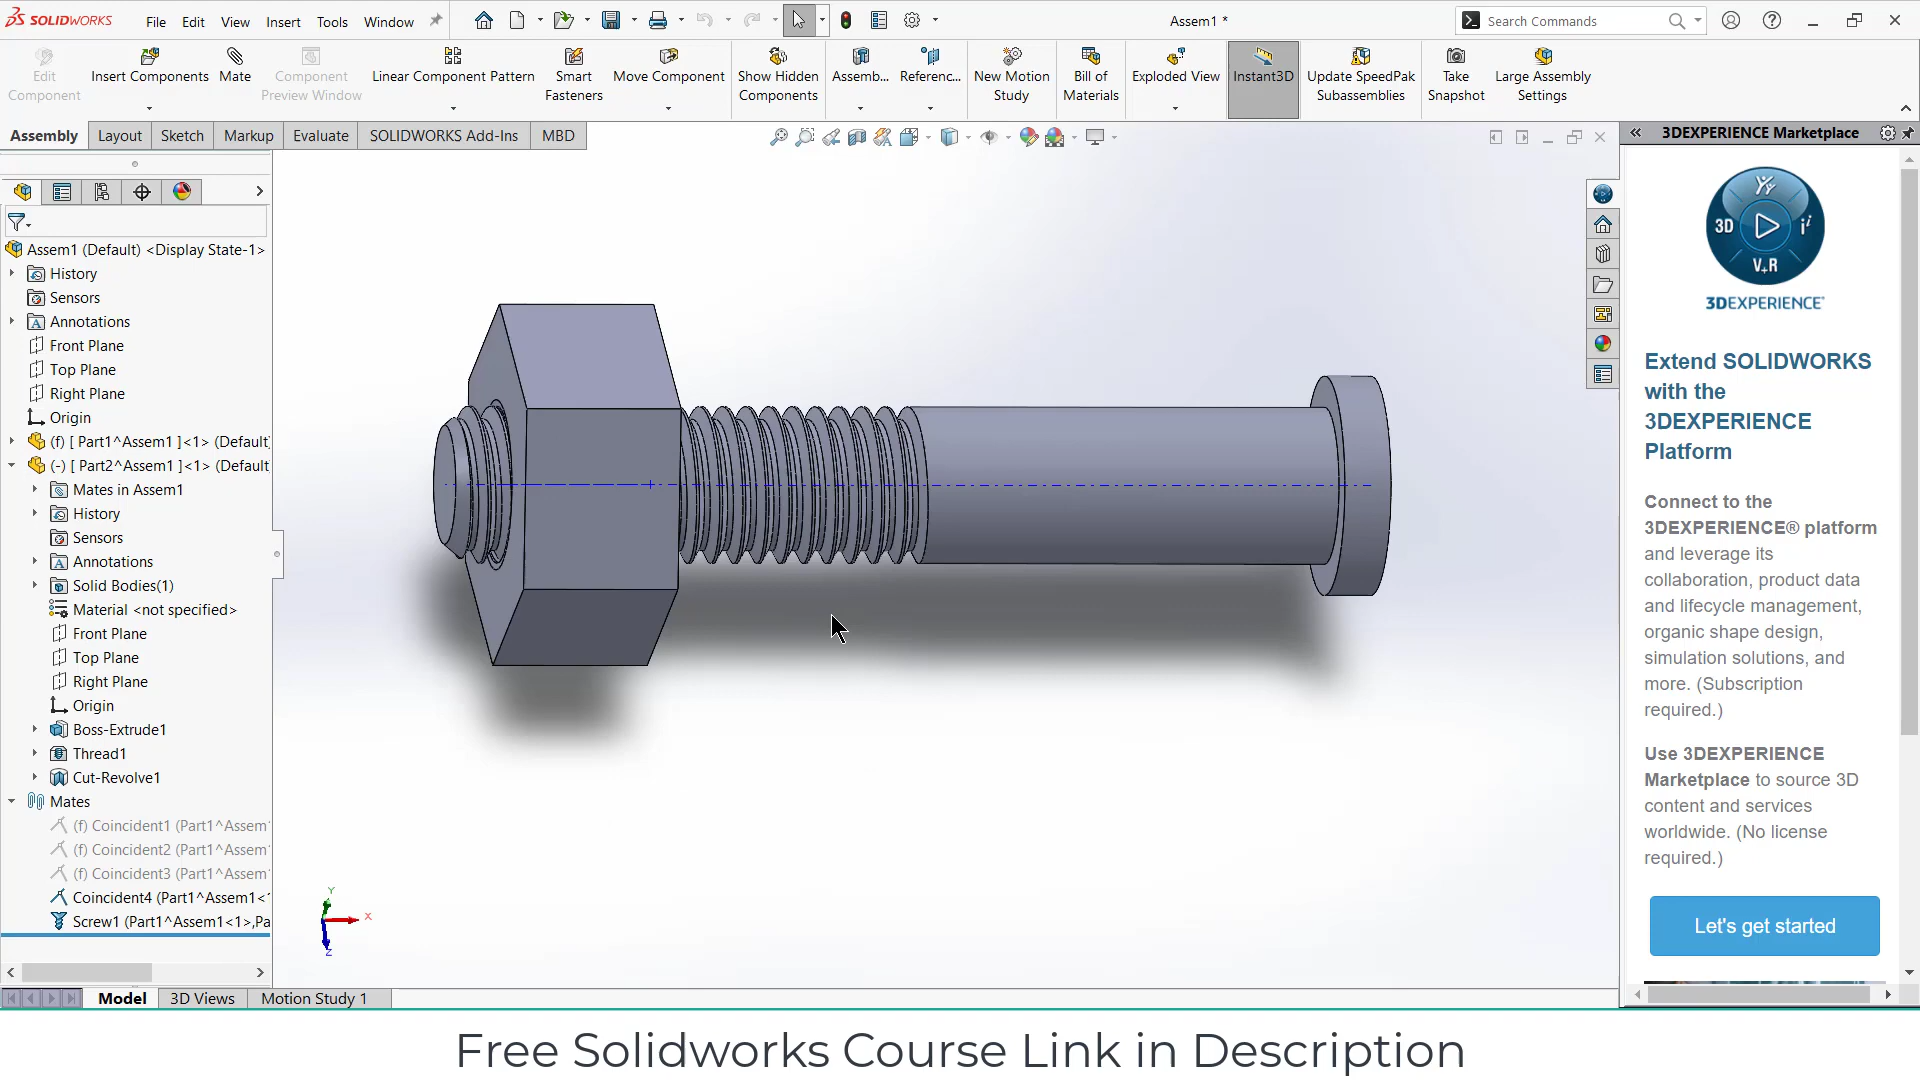 SOLIDWORKS File Edit View Insert Tools Window Assem1 * Search Commands
Edit Component
Insert Components
Mate
Component Preview Window
Linear Component Pattern
Smart Fasteners
Move Component
Show Hidden Components
Assemb...
Referenc...
New Motion Study
Bill of Materials
Exploded View
Instant3D
Update SpeedPak Subassemblies
Take Snapshot
Large Assembly Settings
Assembly Layout Sketch Markup Evaluate SOLIDWORKS Add-Ins MBD
Assem1 (Default) <Display State-1>
History
Sensors
Annotations
Front Plane
Top Plane
Right Plane
Origin
(f) [ Part1^Assem1 ]<1> (Default
(-) [ Part2^Assem1 ]<1> (Default
Mates in Assem1
History
Sensors
Annotations
Solid Bodies(1)
Material <not specified>
Front Plane
Top Plane
Right Plane
Origin
Boss-Extrude1
Thread1
Cut-Revolve1
Mates
(f) Coincident1 (Part1^Assem
(f) Coincident2 (Part1^Assem
(f) Coincident3 (Part1^Assem
Coincident4 (Part1^Assem1<
Screw1 (Part1^Assem1<1>,Pa
Y
X
Z
Model 3D Views Motion Study 1
3DEXPERIENCE Marketplace
3D
V+R
3DEXPERIENCE
Extend SOLIDWORKS
with the
3DEXPERIENCE
Platform
Connect to the
3DEXPERIENCE® platform
and leverage its
collaboration, product data
and lifecycle management,
organic shape design,
simulation solutions, and
more. (Subscription
required.)
Use 3DEXPERIENCE
Marketplace to source 3D
content and services
worldwide. (No license
required.)
Let's get started
Free Solidworks Course Link in Description